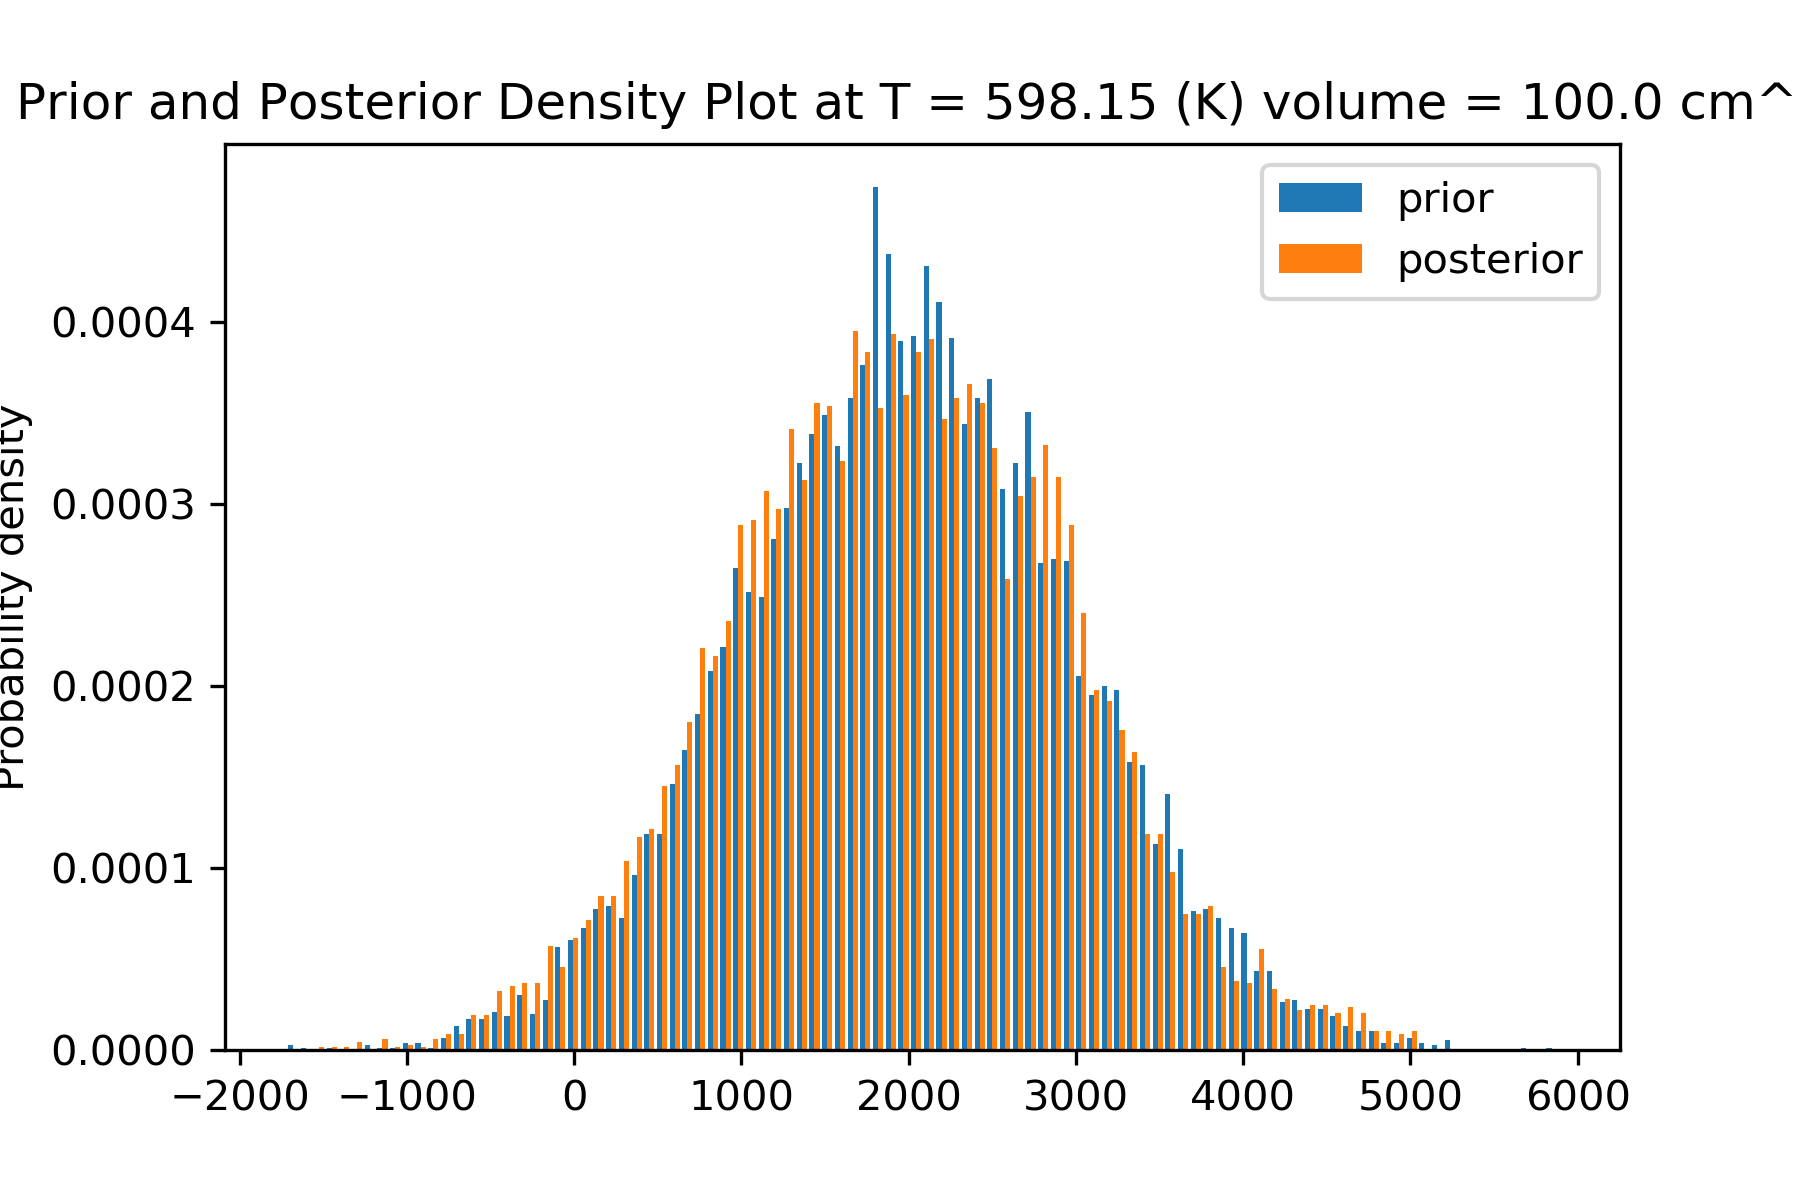 Prior and Posterior Density Plot at T = 598.15 (K) volume = 100.0 cm^
prior
posterior
Probability density
0.0004
0.0003
0.0002
0.0001
0.0000
−2000 −1000 0 1000 2000 3000 4000 5000 6000